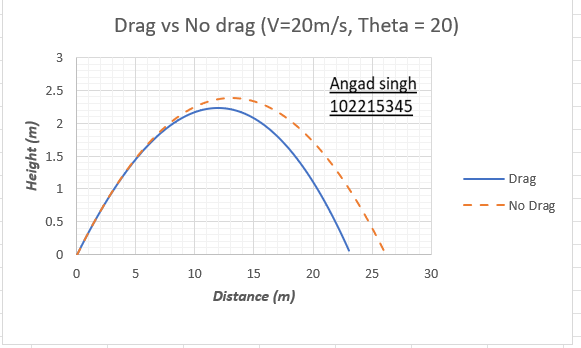 Drag vs No drag (V=20m/s, Theta = 20)
Angad singh
102215345
Height (m)
3
2.5
2
1.5
1
0.5
0
0 5 10 15 20 25 30
Distance (m)
Drag
No Drag